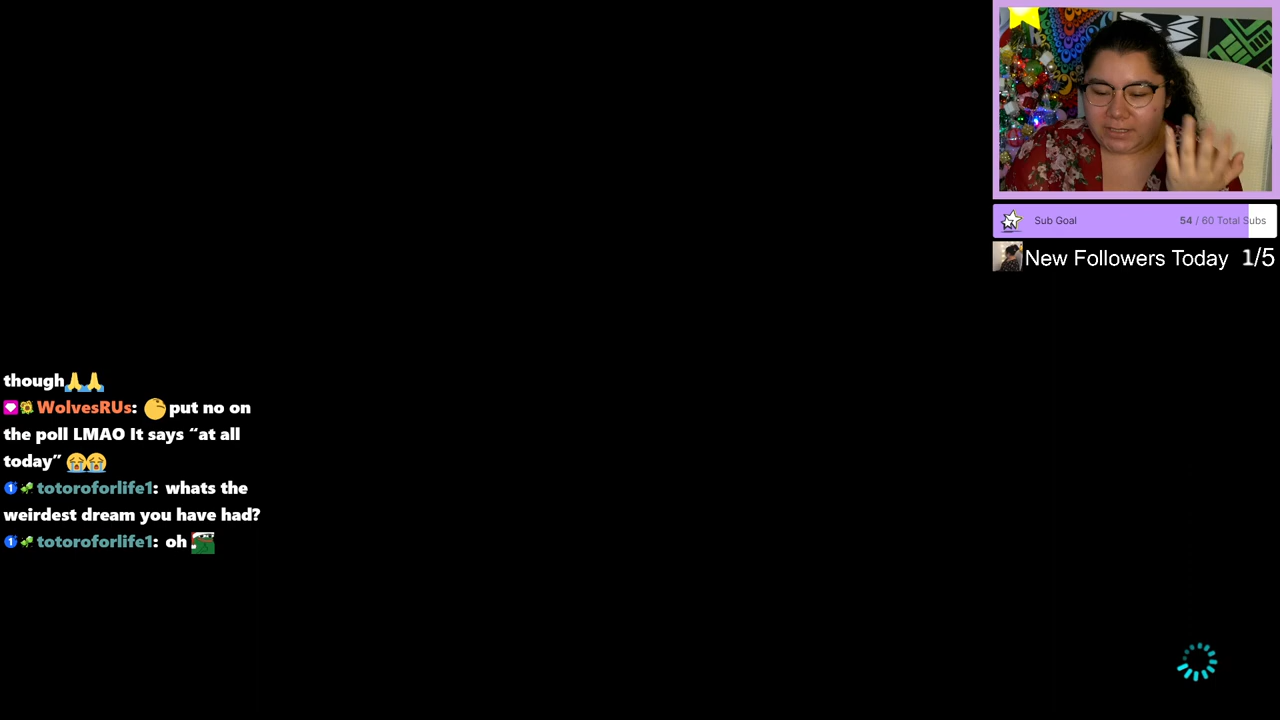 Sub Goal 54 / 60 Total Subs
New Followers Today 1/5
though
WolvesRUs: put no on
the poll LMAO It says “at all
today”
totoroforlife1: whats the
weirdest dream you have had?
totoroforlife1: oh